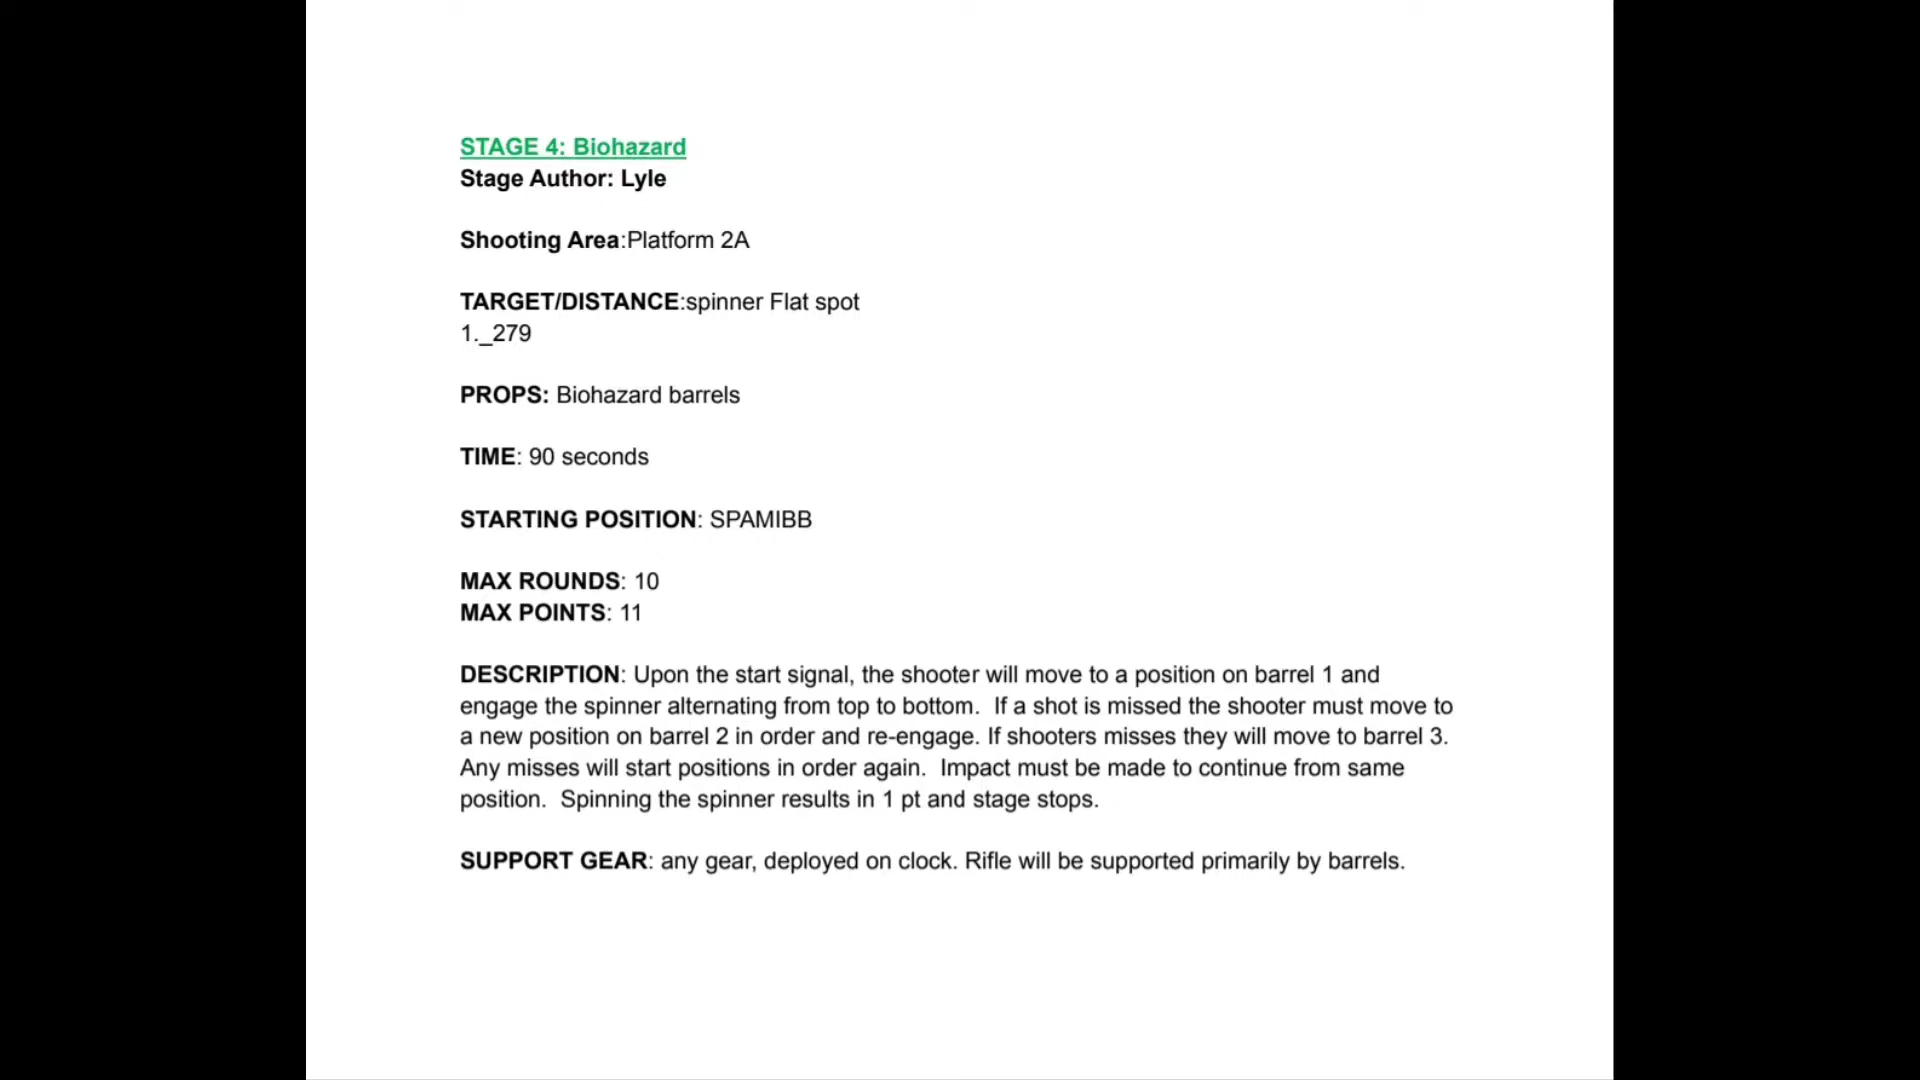 STAGE 4: Biohazard
Stage Author: Lyle
Shooting Area:Platform 2A
TARGET/DISTANCE:spinner Flat spot
1._279
PROPS: Biohazard barrels
TIME: 90 seconds
STARTING POSITION: SPAMIBB
MAX ROUNDS: 10
MAX POINTS: 11
DESCRIPTION: Upon the start signal, the shooter will move to a position on barrel 1 and
engage the spinner alternating from top to bottom.  If a shot is missed the shooter must move to
a new position on barrel 2 in order and re-engage. If shooters misses they will move to barrel 3.
Any misses will start positions in order again.  Impact must be made to continue from same
position.  Spinning the spinner results in 1 pt and stage stops.
SUPPORT GEAR: any gear, deployed on clock. Rifle will be supported primarily by barrels.